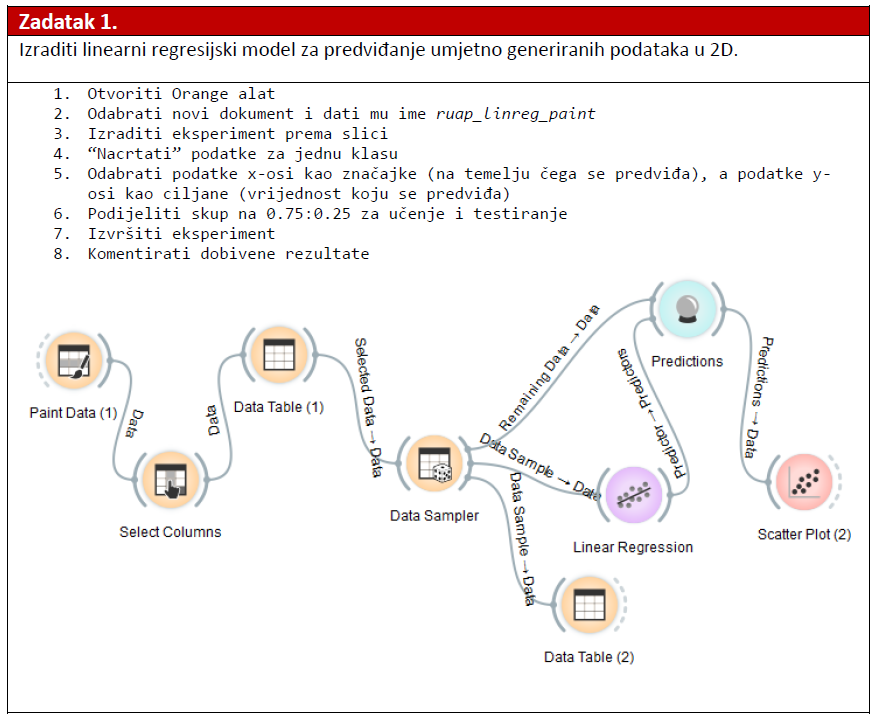 Zadatak 1.
Izraditi linearni regresijski model za predviđanje umjetno generiranih podataka u 2D.
1. Otvoriti Orange alat
2. Odabrati novi dokument i dati mu ime ruap_linreg_paint
3. Izraditi eksperiment prema slici
4. “Nacrtati” podatke za jednu klasu
5. Odabrati podatke x-osi kao značajke (na temelju čega se predviđa), a podatke y-
osi kao ciljane (vrijednost koju se predviđa)
6. Podijeliti skup na 0.75:0.25 za učenje i testiranje
7. Izvršiti eksperiment
8. Komentirati dobivene rezultate
Paint Data (1)
Data
Select Columns
Data
Data Table (1)
Selected Data → Data
Data Sampler
Remaining Data → Data
Data Sample → Data
Data Sample → Data
Linear Regression
Predictor → Predictors
Predictions
Predictions → Data
Scatter Plot (2)
Data Table (2)